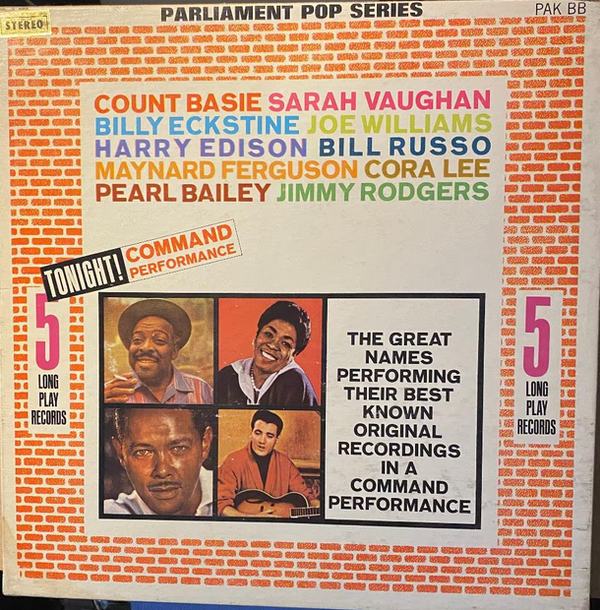 PARLIAMENT POP SERIES
PAK BB
STEREO
COUNT BASIE SARAH VAUGHAN
BILLY ECKSTINE JOE WILLIAMS
HARRY EDISON BILL RUSSO
MAYNARD FERGUSON CORA LEE
PEARL BAILEY JIMMY RODGERS
TONIGHT! COMMAND
PERFORMANCE
5
LONG
PLAY
RECORDS
THE GREAT
NAMES
PERFORMING
THEIR BEST
KNOWN
ORIGINAL
RECORDINGS
IN A
COMMAND
PERFORMANCE
5
LONG
PLAY
RECORDS